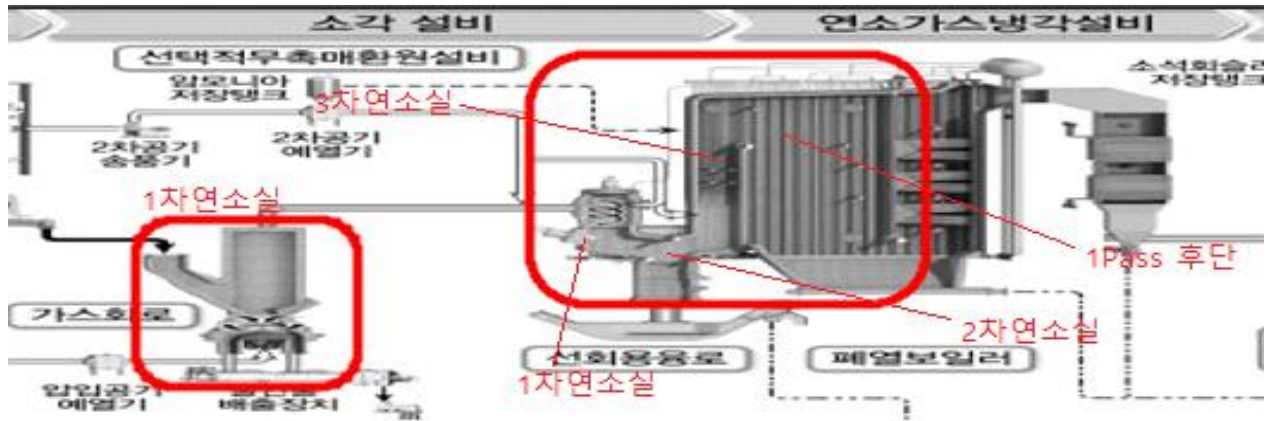 소각 설비
연소가스냉각설비
선택적무촉매환원설비
암모니아
저장탱크
소석회슬러
저장탱크
3차연소실
2차공기
송풍기
2차공기
예열기
1차연소실
1Pass 후단
가스화로
2차연소실
선회용융로
폐열보일러
1차연소실
압입공기
예열기
배출장치